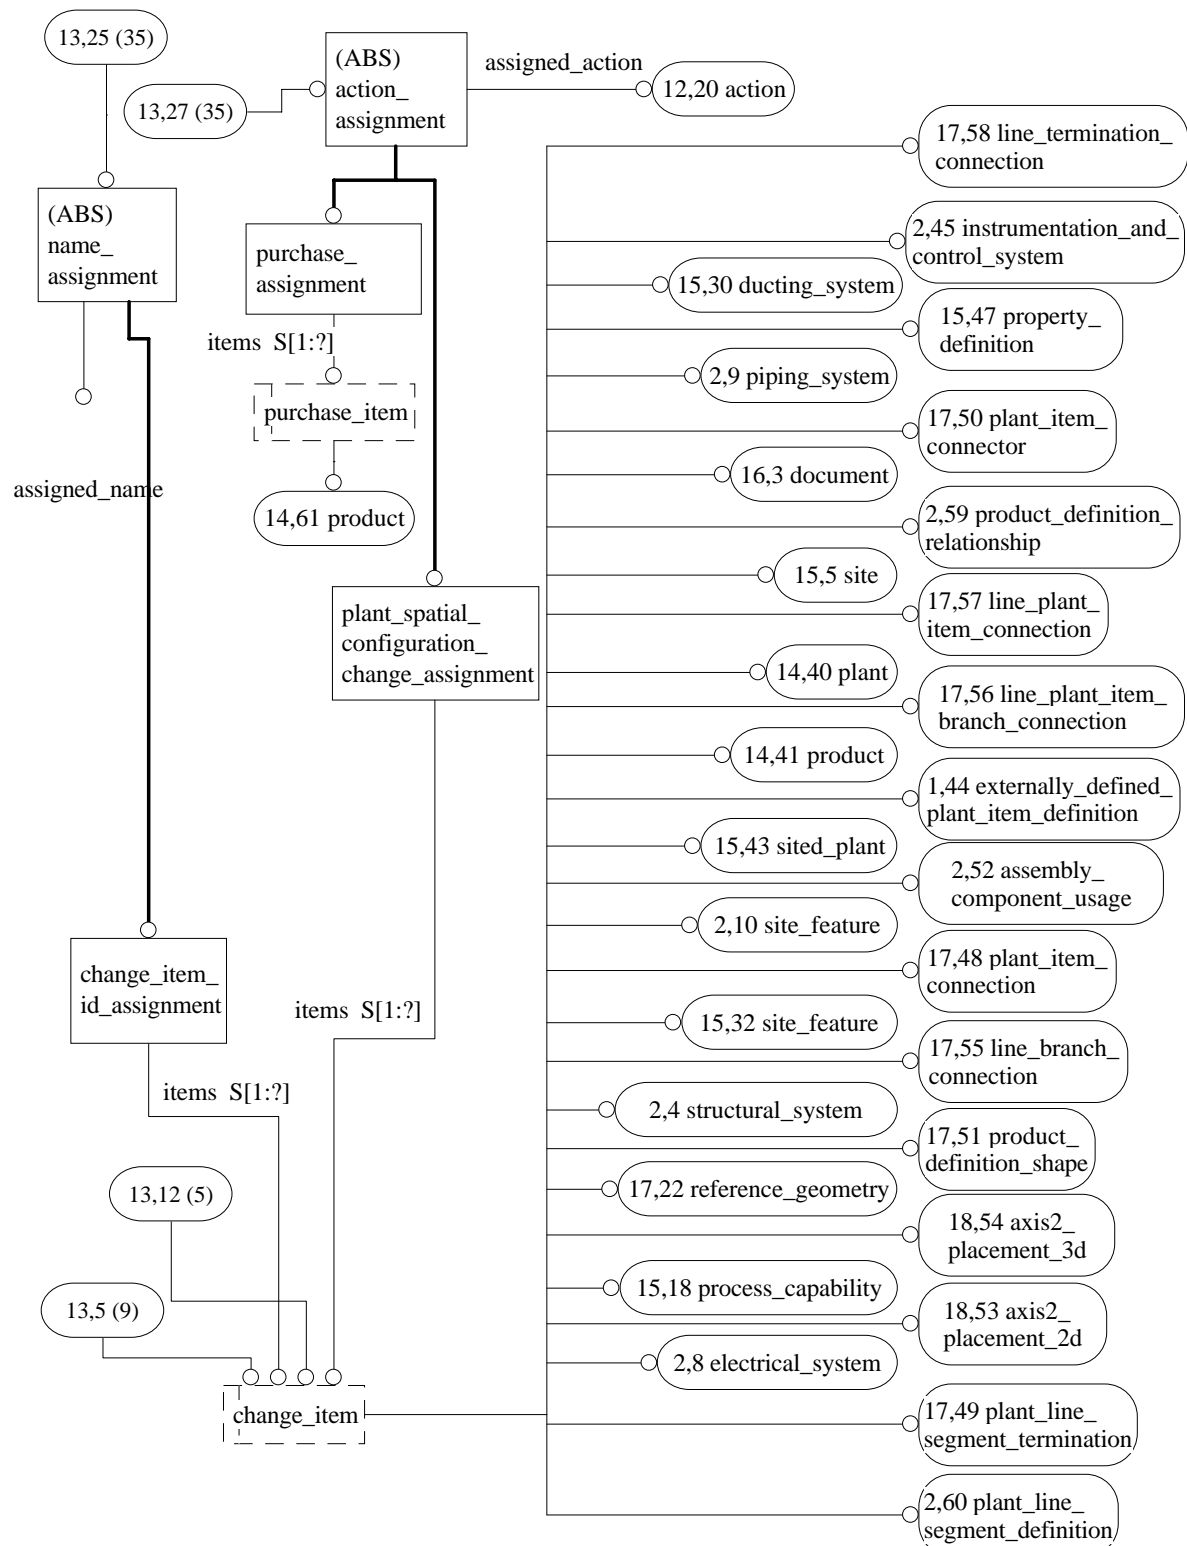 13,25 (35)
(ABS)
action_
assignment
assigned_action
12,20 action
13,27 (35)
17,58 line_termination_
connection
(ABS)
name_
assignment
purchase_
assignment
2,45 instrumentation_and_
control_system
15,30 ducting_system
items S[1:?]
15,47 property_
definition
2,9 piping_system
purchase_item
17,50 plant_item_
connector
16,3 document
assigned_name
14,61 product
2,59 product_definition_
relationship
15,5 site
plant_spatial_
configuration_
change_assignment
17,57 line_plant_
item_connection
14,40 plant
17,56 line_plant_item_
branch_connection
14,41 product
1,44 externally_defined_
plant_item_definition
15,43 sited_plant
2,52 assembly_
component_usage
2,10 site_feature
change_item_
id_assignment
17,48 plant_item_
connection
items S[1:?]
15,32 site_feature
17,55 line_branch_
connection
items S[1:?]
2,4 structural_system
17,51 product_
definition_shape
13,12 (5)
17,22 reference_geometry
18,54 axis2_
placement_3d
15,18 process_capability
13,5 (9)
18,53 axis2_
placement_2d
2,8 electrical_system
change_item
17,49 plant_line_
segment_termination
2,60 plant_line_
segment_definition